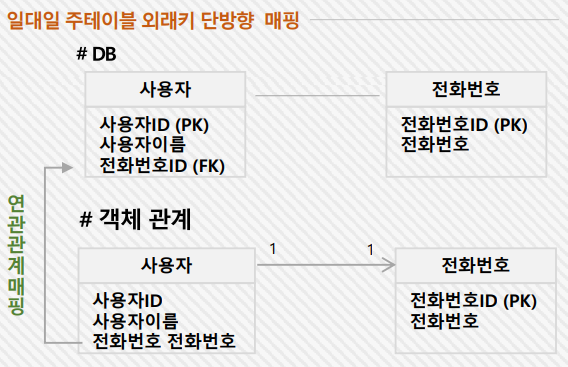 일대일 주테이블 외래키 단방향 매핑
# DB
사용자
사용자ID (PK)
사용자이름
전화번호ID (FK)
전화번호
전화번호ID (PK)
전화번호
연관관계매핑
# 객체 관계
사용자
사용자ID
사용자이름
전화번호 전화번호
1
1
전화번호
전화번호ID (PK)
전화번호